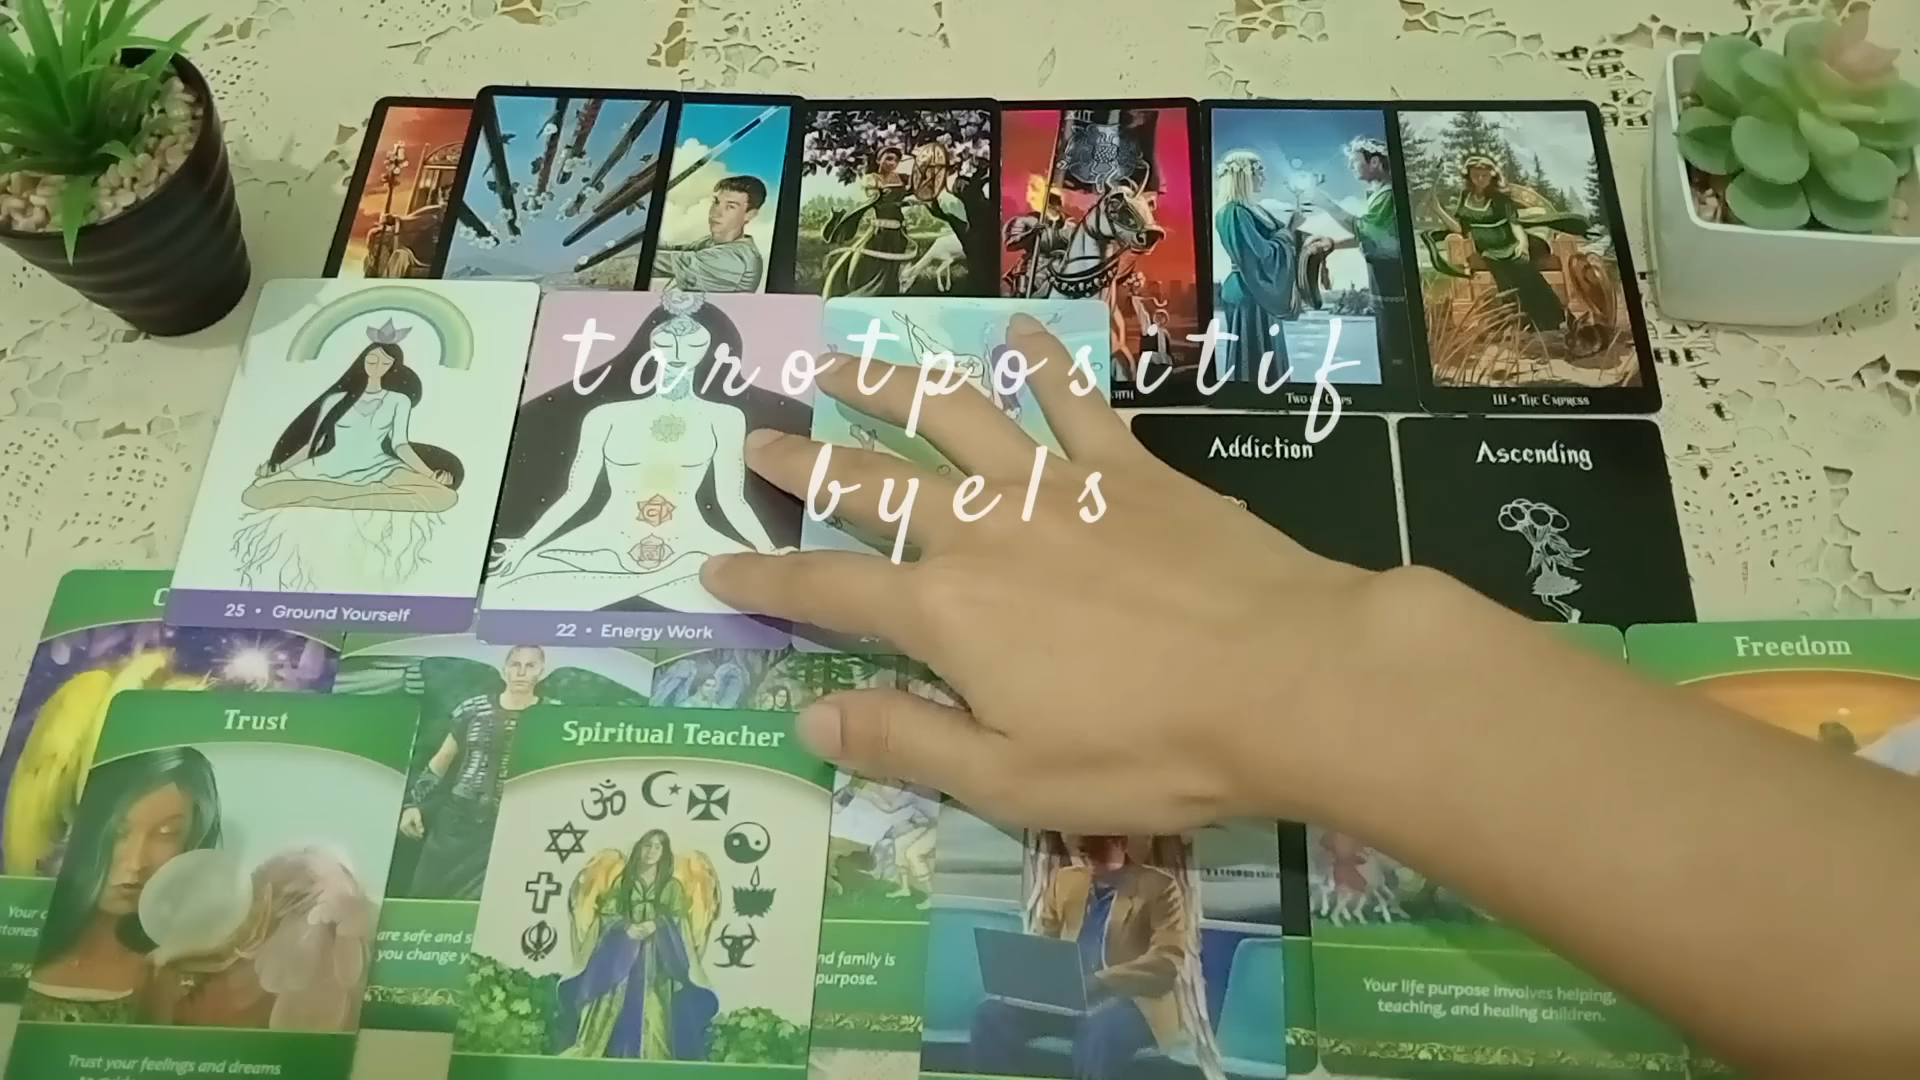 XIII
Two of Cups
III • The Empress
tarotpositif
byels
Addiction
Ascending
25 • Ground Yourself
22 • Energy Work
Freedom
Trust
Spiritual Teacher
are safe and
you change
nd family is
purpose.
Your life purpose involves helping,
teaching, and healing children.
Trust your feelings and dreams